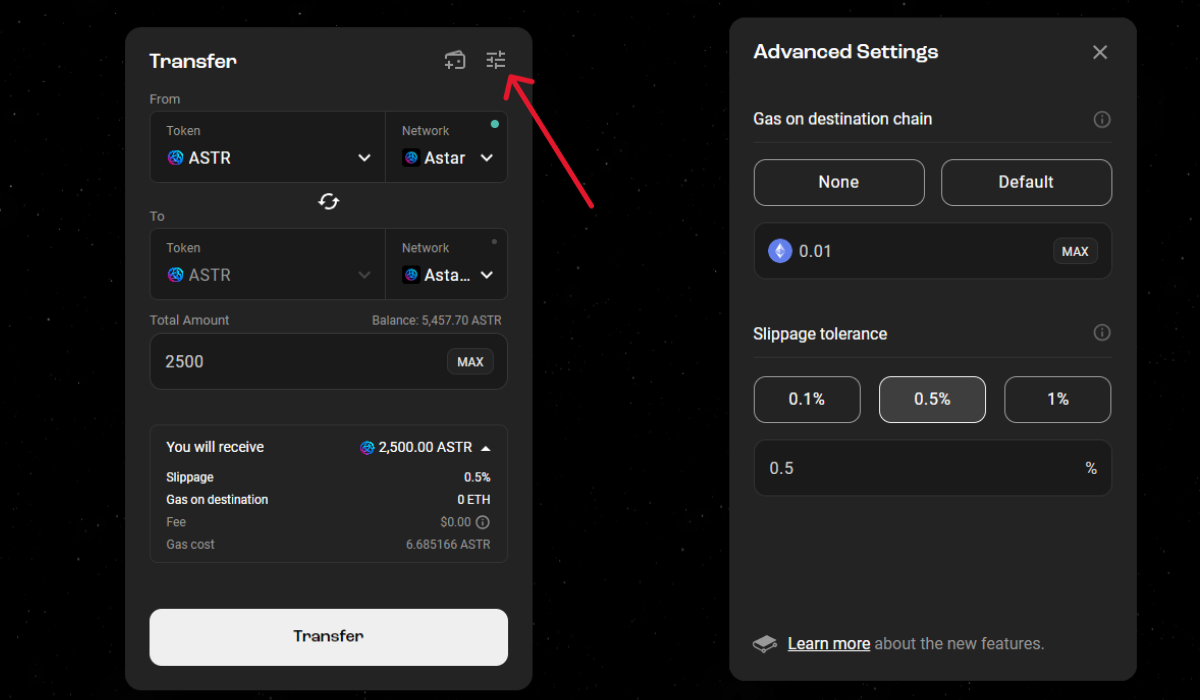 Transfer
From
Token
Network
ASTR
Astar
To
Token
Network
ASTR
Asta...
Total Amount
Balance: 5,457.70 ASTR
2500
MAX
You will receive
2,500.00 ASTR
Slippage
0.5%
Gas on destination
0 ETH
Fee
$0.00
Gas cost
6.685166 ASTR
Transfer
Advanced Settings
Gas on destination chain
None
Default
0.01
MAX
Slippage tolerance
0.1%
0.5%
1%
0.5
%
Learn more about the new features.